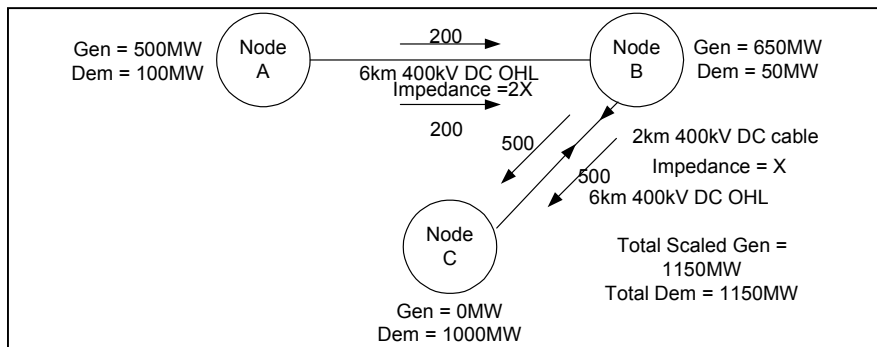 Gen = 500MW
Dem = 100MW
Node
A
200
6km 400kV DC OHL
Impedance =2X
200
Node
B
Gen = 650MW
Dem = 50MW
500
2km 400kV DC cable
Impedance = X
500
6km 400kV DC OHL
Node
C
Gen = 0MW
Dem = 1000MW
Total Scaled Gen =
1150MW
Total Dem = 1150MW